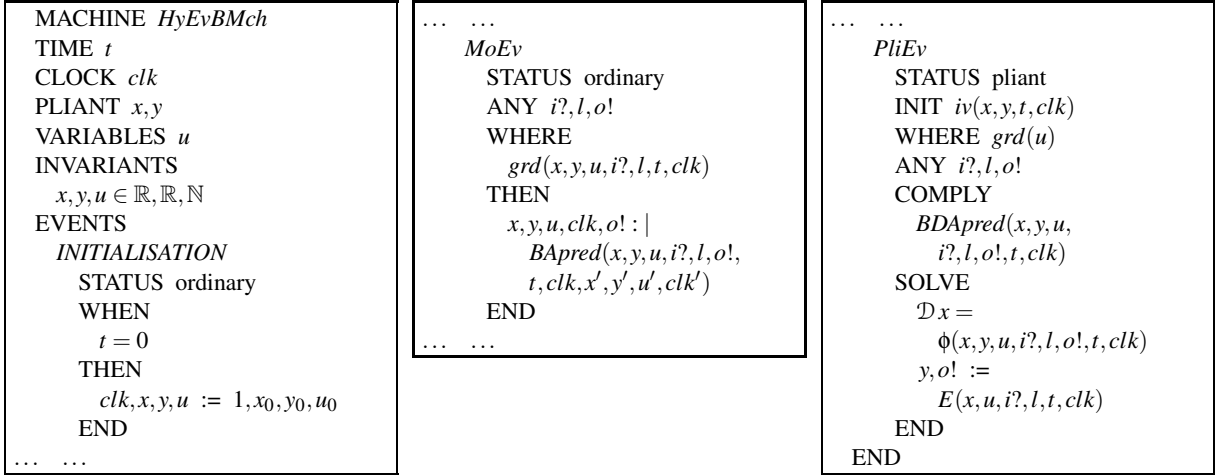 MACHINE HyEvBMch
TIME t
CLOCK clk
PLIANT x,y
VARIABLES u
INVARIANTS
x,y,u ∈ ℝ,ℝ,ℕ
EVENTS
INITIALISATION
STATUS ordinary
WHEN
t = 0
THEN
clk,x,y,u := 1,x₀,y₀,u₀
END
... ...
... ...
MoEv
STATUS ordinary
ANY i?,l,o!
WHERE
grd(x,y,u,i?,l,t,clk)
THEN
x,y,u,clk,o! :|
BApred(x,y,u,i?,l,o!,
t,clk,x′,y′,u′,clk′)
END
... ...
... ...
PliEv
STATUS pliant
INIT iv(x,y,t,clk)
WHERE grd(u)
ANY i?,l,o!
COMPLY
BDApred(x,y,u,
i?,l,o!,t,clk)
SOLVE
𝒟 x =
ϕ(x,y,u,i?,l,o!,t,clk)
y,o! :=
E(x,u,i?,l,t,clk)
END
END